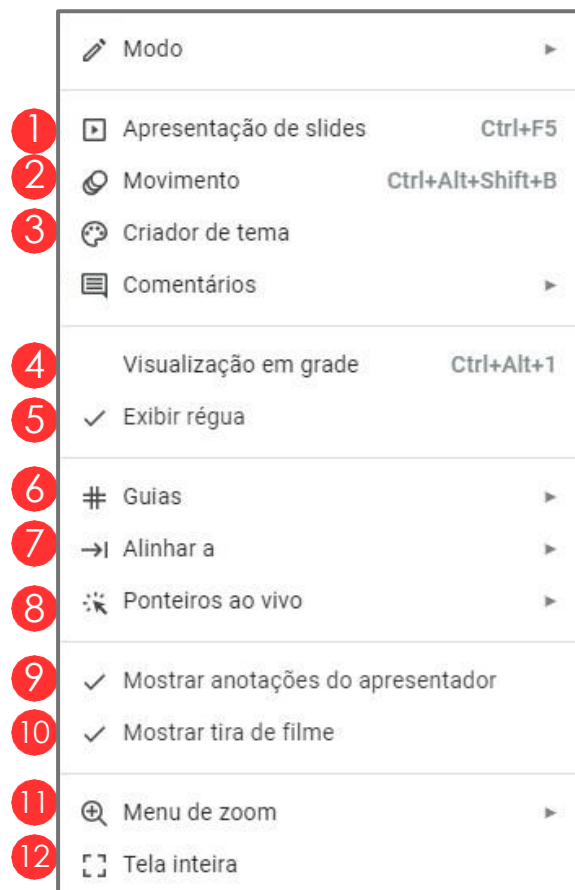 Modo
1 Apresentação de slides Ctrl+F5
2 Movimento Ctrl+Alt+Shift+B
3 Criador de tema
Comentários
4 Visualização em grade Ctrl+Alt+1
5 Exibir régua
6 Guias
7 Alinhar a
8 Ponteiros ao vivo
9 Mostrar anotações do apresentador
10 Mostrar tira de filme
11 Menu de zoom
12 Tela inteira